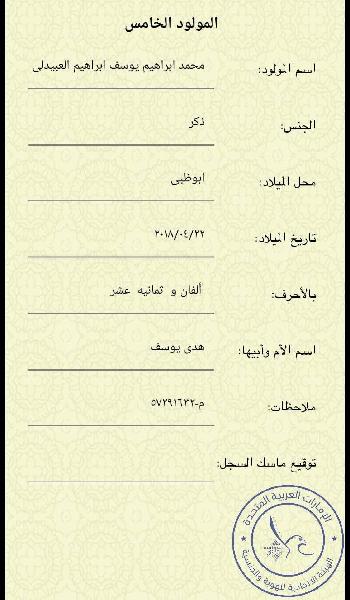 المولود الخامس
اسم المولود: محمد ابراهيم يوسف ابراهيم العبيدلى
الجنس: ذكر
محل الميلاد: ابوظبى
تاريخ الميلاد: ٢٠١٨/٠٤/٢٢
بالأحرف: ألفان و ثمانيه عشر
اسم الأم وأبيها: هدى يوسف
ملاحظات: م-٥٧٢٩١٦٣٢
توقيع ماسك السجل:
الإمارات العربية المتحدة
الهيئة الاتحادية للهوية والجنسية